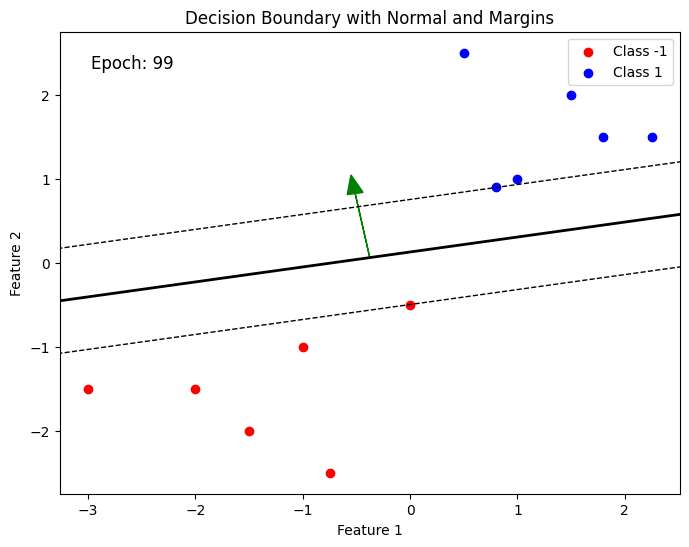 Decision Boundary with Normal and Margins
Epoch: 99
Class -1
Class 1
2
1
0
−1
−2
Feature 2
−3
−2
−1
0
1
2
Feature 1